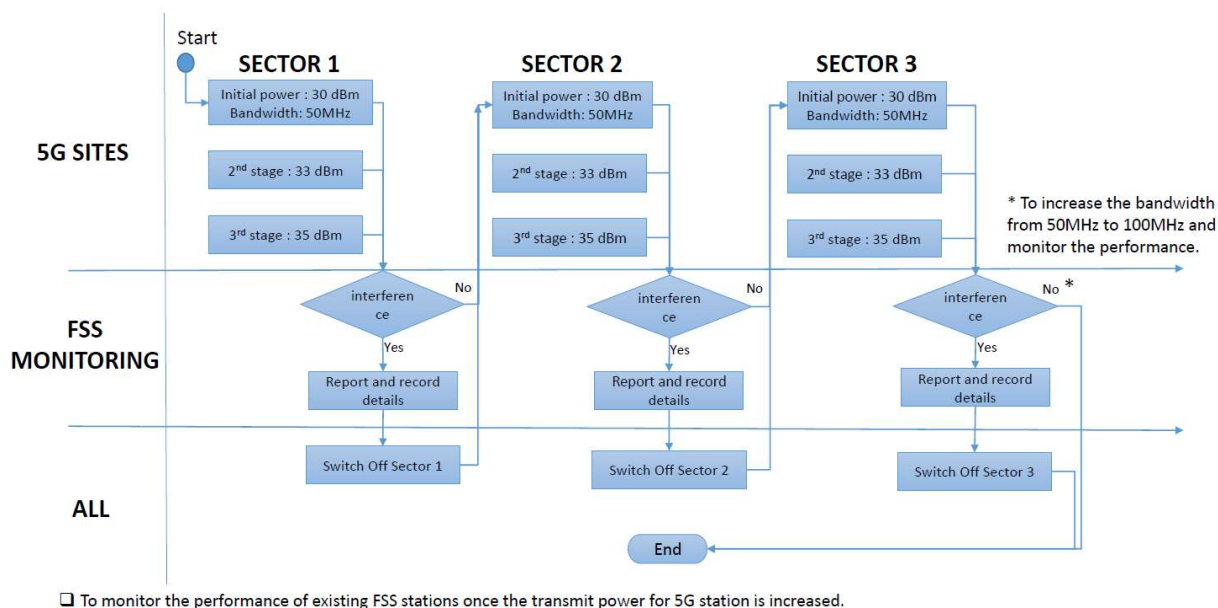 Start
SECTOR 1
SECTOR 2
SECTOR 3
5G SITES
Initial power : 30 dBm
Bandwidth: 50MHz
2nd stage : 33 dBm
3rd stage : 35 dBm
Initial power : 30 dBm
Bandwidth: 50MHz
2nd stage : 33 dBm
3rd stage : 35 dBm
Initial power : 30 dBm
Bandwidth: 50MHz
2nd stage : 33 dBm
3rd stage : 35 dBm
* To increase the bandwidth
from 50MHz to 100MHz and
monitor the performance.
FSS
MONITORING
interferen
ce
No
Yes
Report and record
details
interferen
ce
No
Yes
Report and record
details
interferen
ce
No *
Yes
Report and record
details
ALL
Switch Off Sector 1
Switch Off Sector 2
Switch Off Sector 3
End
❑ To monitor the performance of existing FSS stations once the transmit power for 5G station is increased.